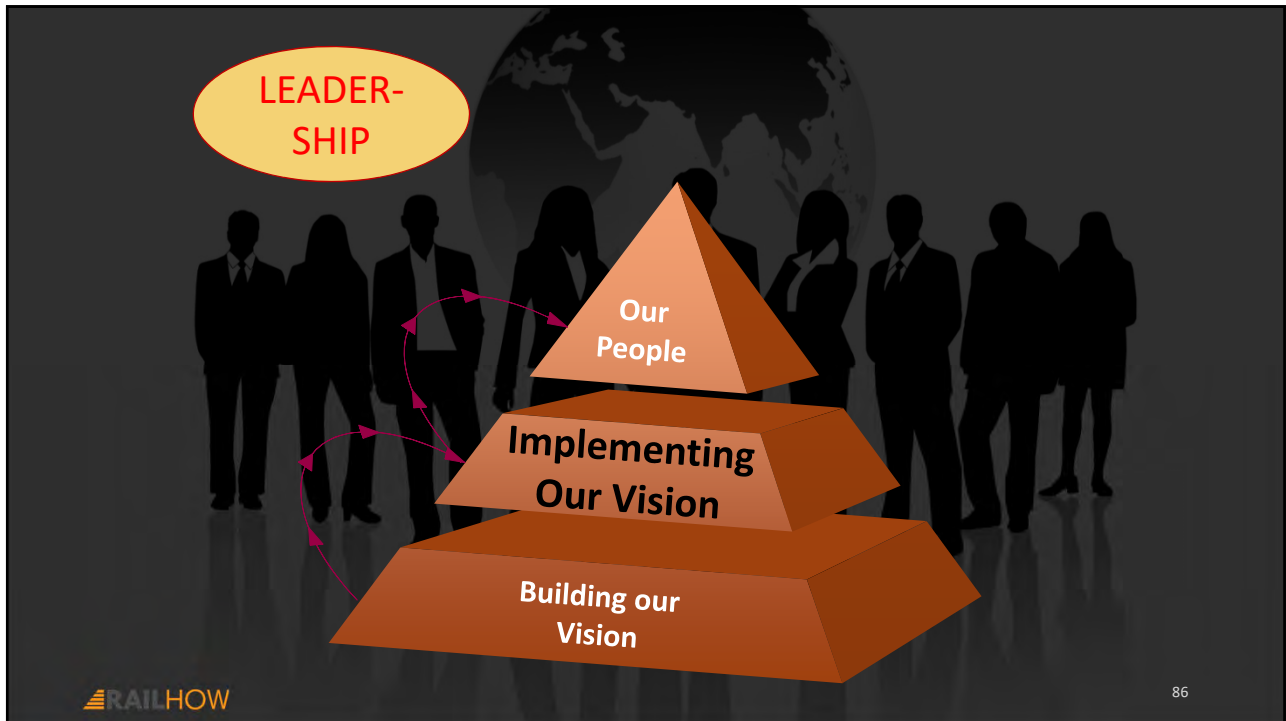 LEADER-
SHIP
Our
People
Implementing
Our Vision
Building our
Vision
RAILHOW
86